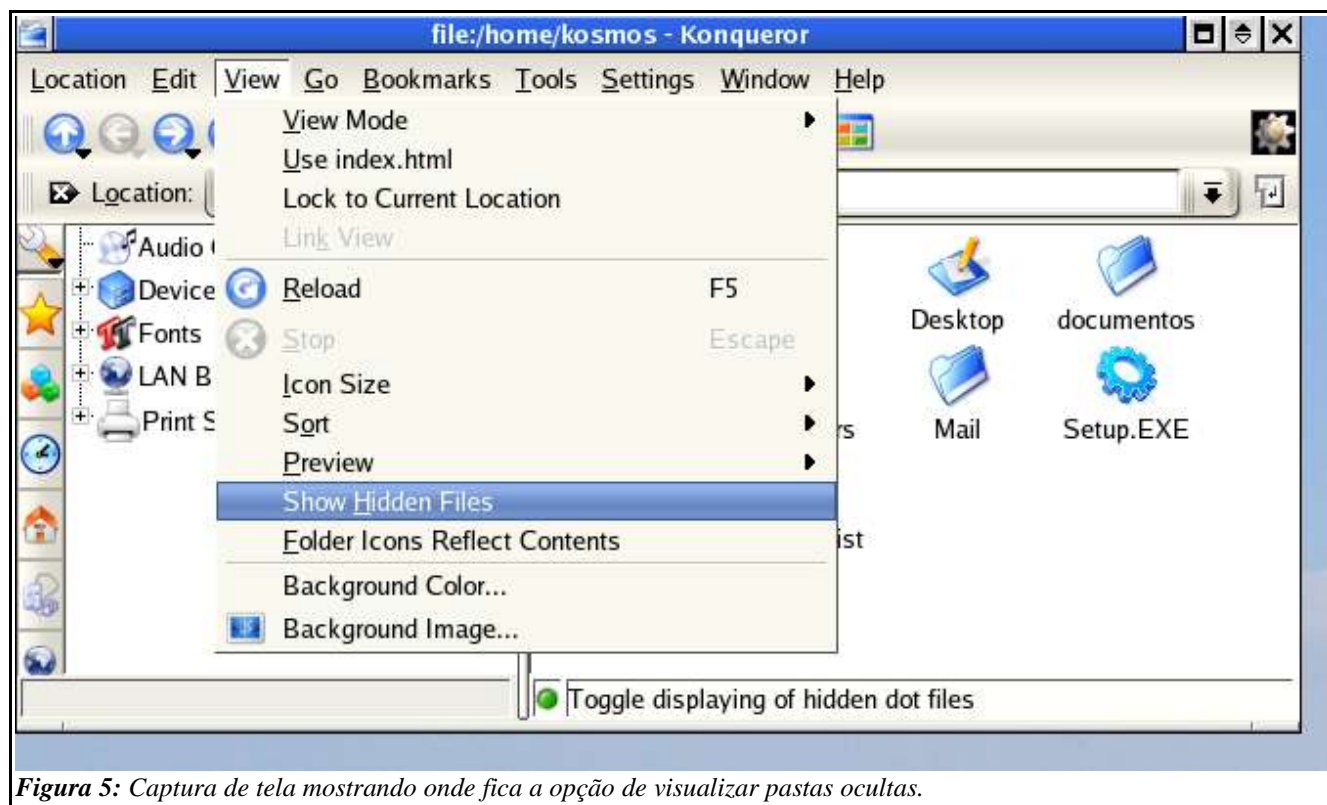 file:/home/kosmos - Konqueror
Location Edit View Go Bookmarks Tools Settings Window Help
View Mode
Use index.html
Location:
Lock to Current Location
Audio
Link View
Device
Reload F5
Fonts
Stop Escape
Desktop documentos
LAN B
Icon Size
Print S
Sort
rs Mail Setup.EXE
Preview
Show Hidden Files
Folder Icons Reflect Contents
ist
Background Color...
Background Image...
Toggle displaying of hidden dot files
Figura 5: Captura de tela mostrando onde fica a opção de visualizar pastas ocultas.